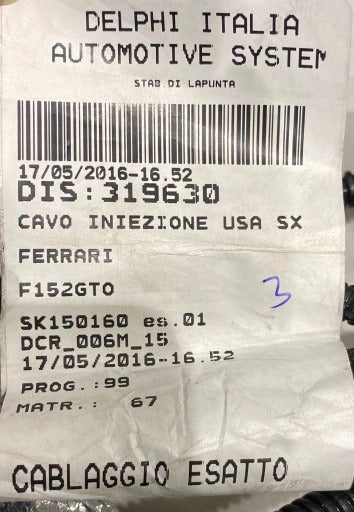 DELPHI ITALIA
AUTOMOTIVE SYSTEM
STAB.DI LAPUNTA
17/05/2016-16.52
DIS:319630
CAVO INIEZIONE USA SX
FERRARI
F152GTO
3
SK150160 es.01
DCR_006M_15
17/05/2016-16.52
PROG.:99
MATR.: 67
CABLAGGIO ESATTO